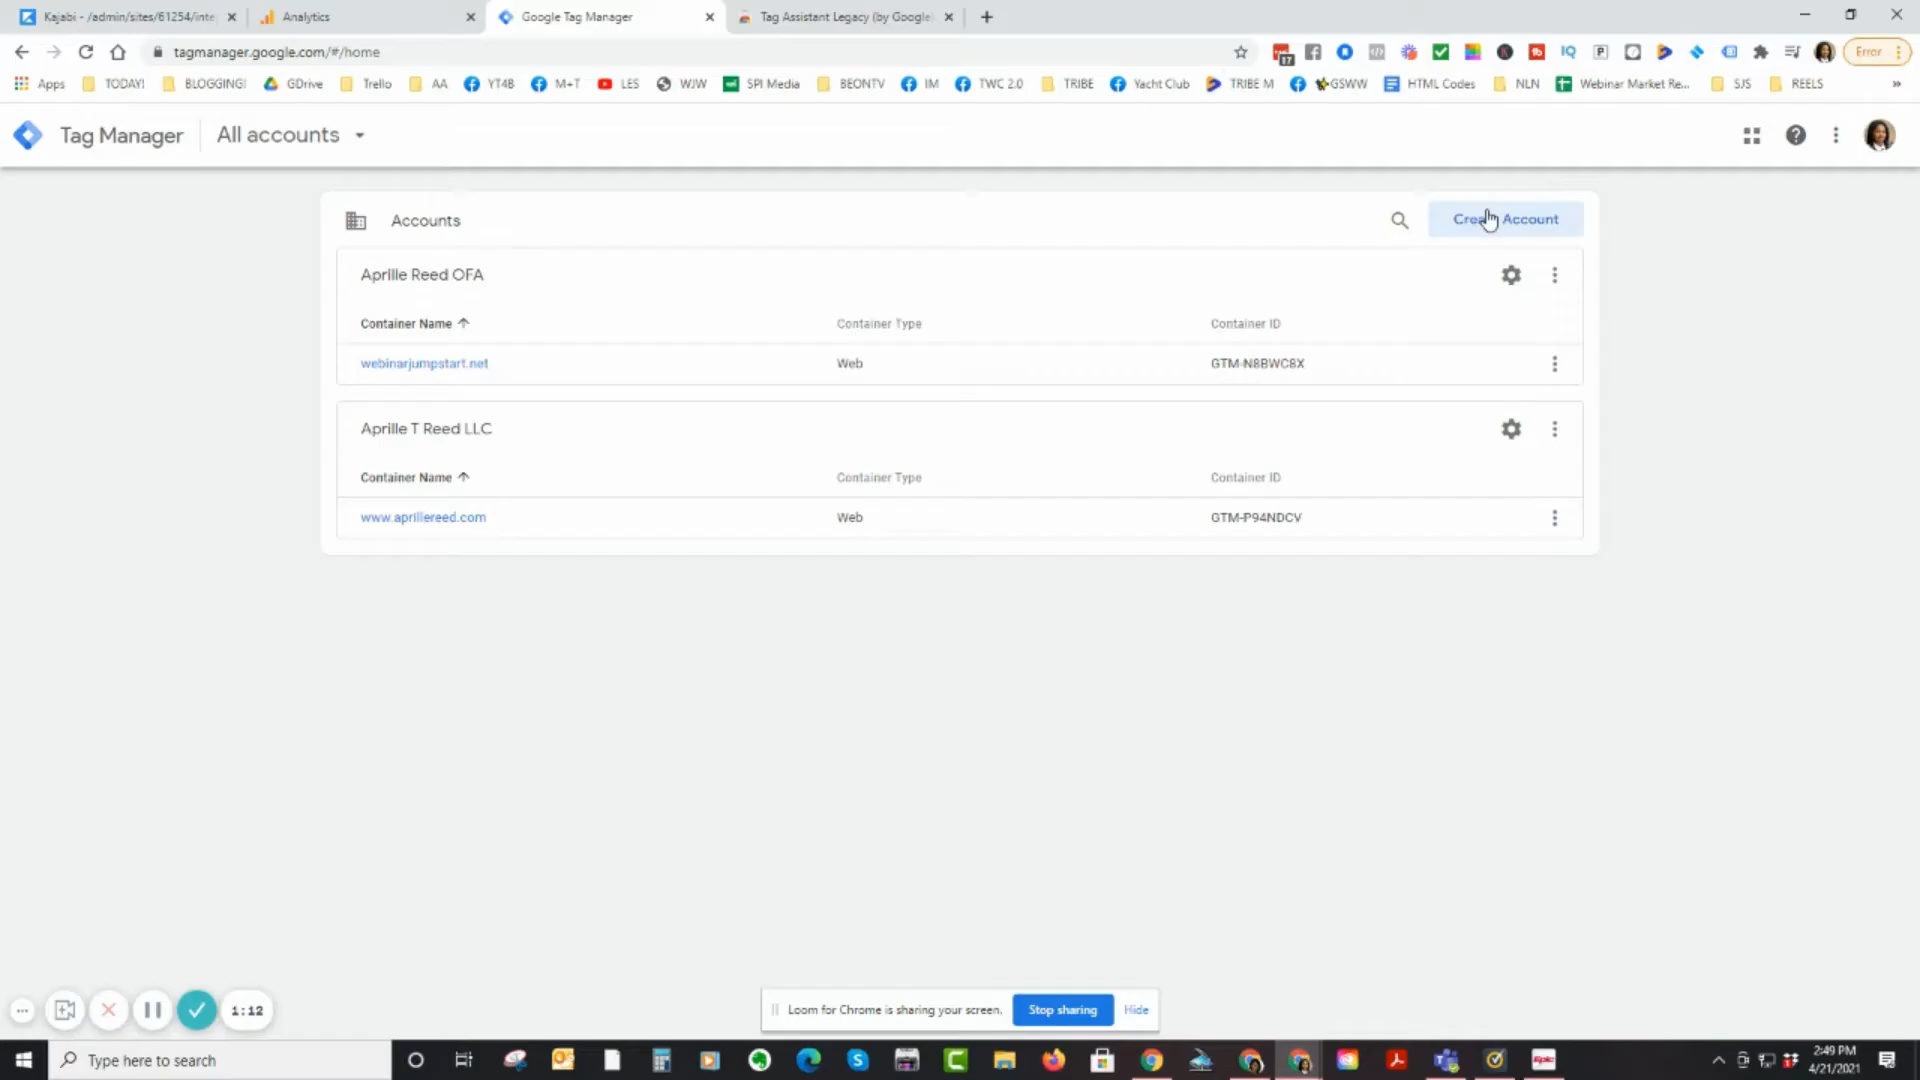 Kajabi - /admin/sites/61254/inte
Analytics
Google Tag Manager
Tag Assistant Legacy (by Google)
tagmanager.google.com/#/home
17
IQ
Error
Apps
TODAY!
BLOGGING!
GDrive
Trello
AA
YT4B
M+T
LES
WJW
SPI Media
BEONTV
IM
TWC 2.0
TRIBE
Yacht Club
TRIBE M
GSWW
HTML Codes
NLN
Webinar Market Re...
SJS
REELS
»
Tag Manager
All accounts
Accounts
Account
Aprille Reed OFA
Container Name
Container Type
Container ID
webinarjumpstart.net
Web
GTM-N8BWC8X
Aprille T Reed LLC
Container Name
Container Type
Container ID
www.aprillereed.com
Web
GTM-P94NDCV
1:12
Loom for Chrome is sharing your screen.
Stop sharing
Hide
Type here to search
Epic
2:49 PM
4/21/2021